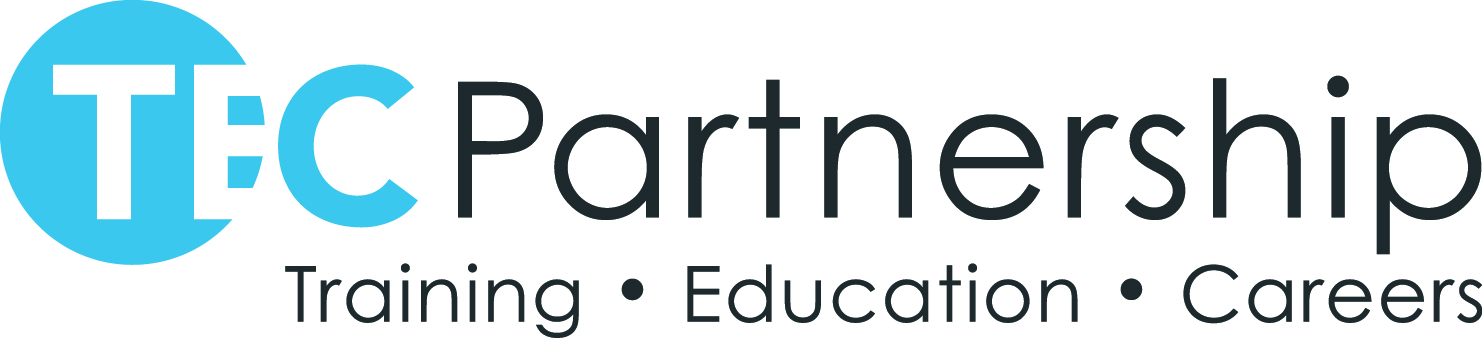 TEC Partnership
Training • Education • Careers